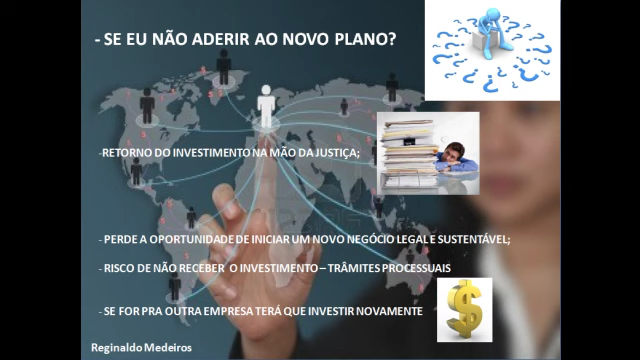 - SE EU NÃO ADERIR AO NOVO PLANO?
-RETORNO DO INVESTIMENTO NA MÃO DA JUSTIÇA;
- PERDE A OPORTUNIDADE DE INICIAR UM NOVO NEGÓCIO LEGAL E SUSTENTÁVEL;
- RISCO DE NÃO RECEBER O INVESTIMENTO – TRÂMITES PROCESSUAIS
- SE FOR PRA OUTRA EMPRESA TERÁ QUE INVESTIR NOVAMENTE
Reginaldo Medeiros